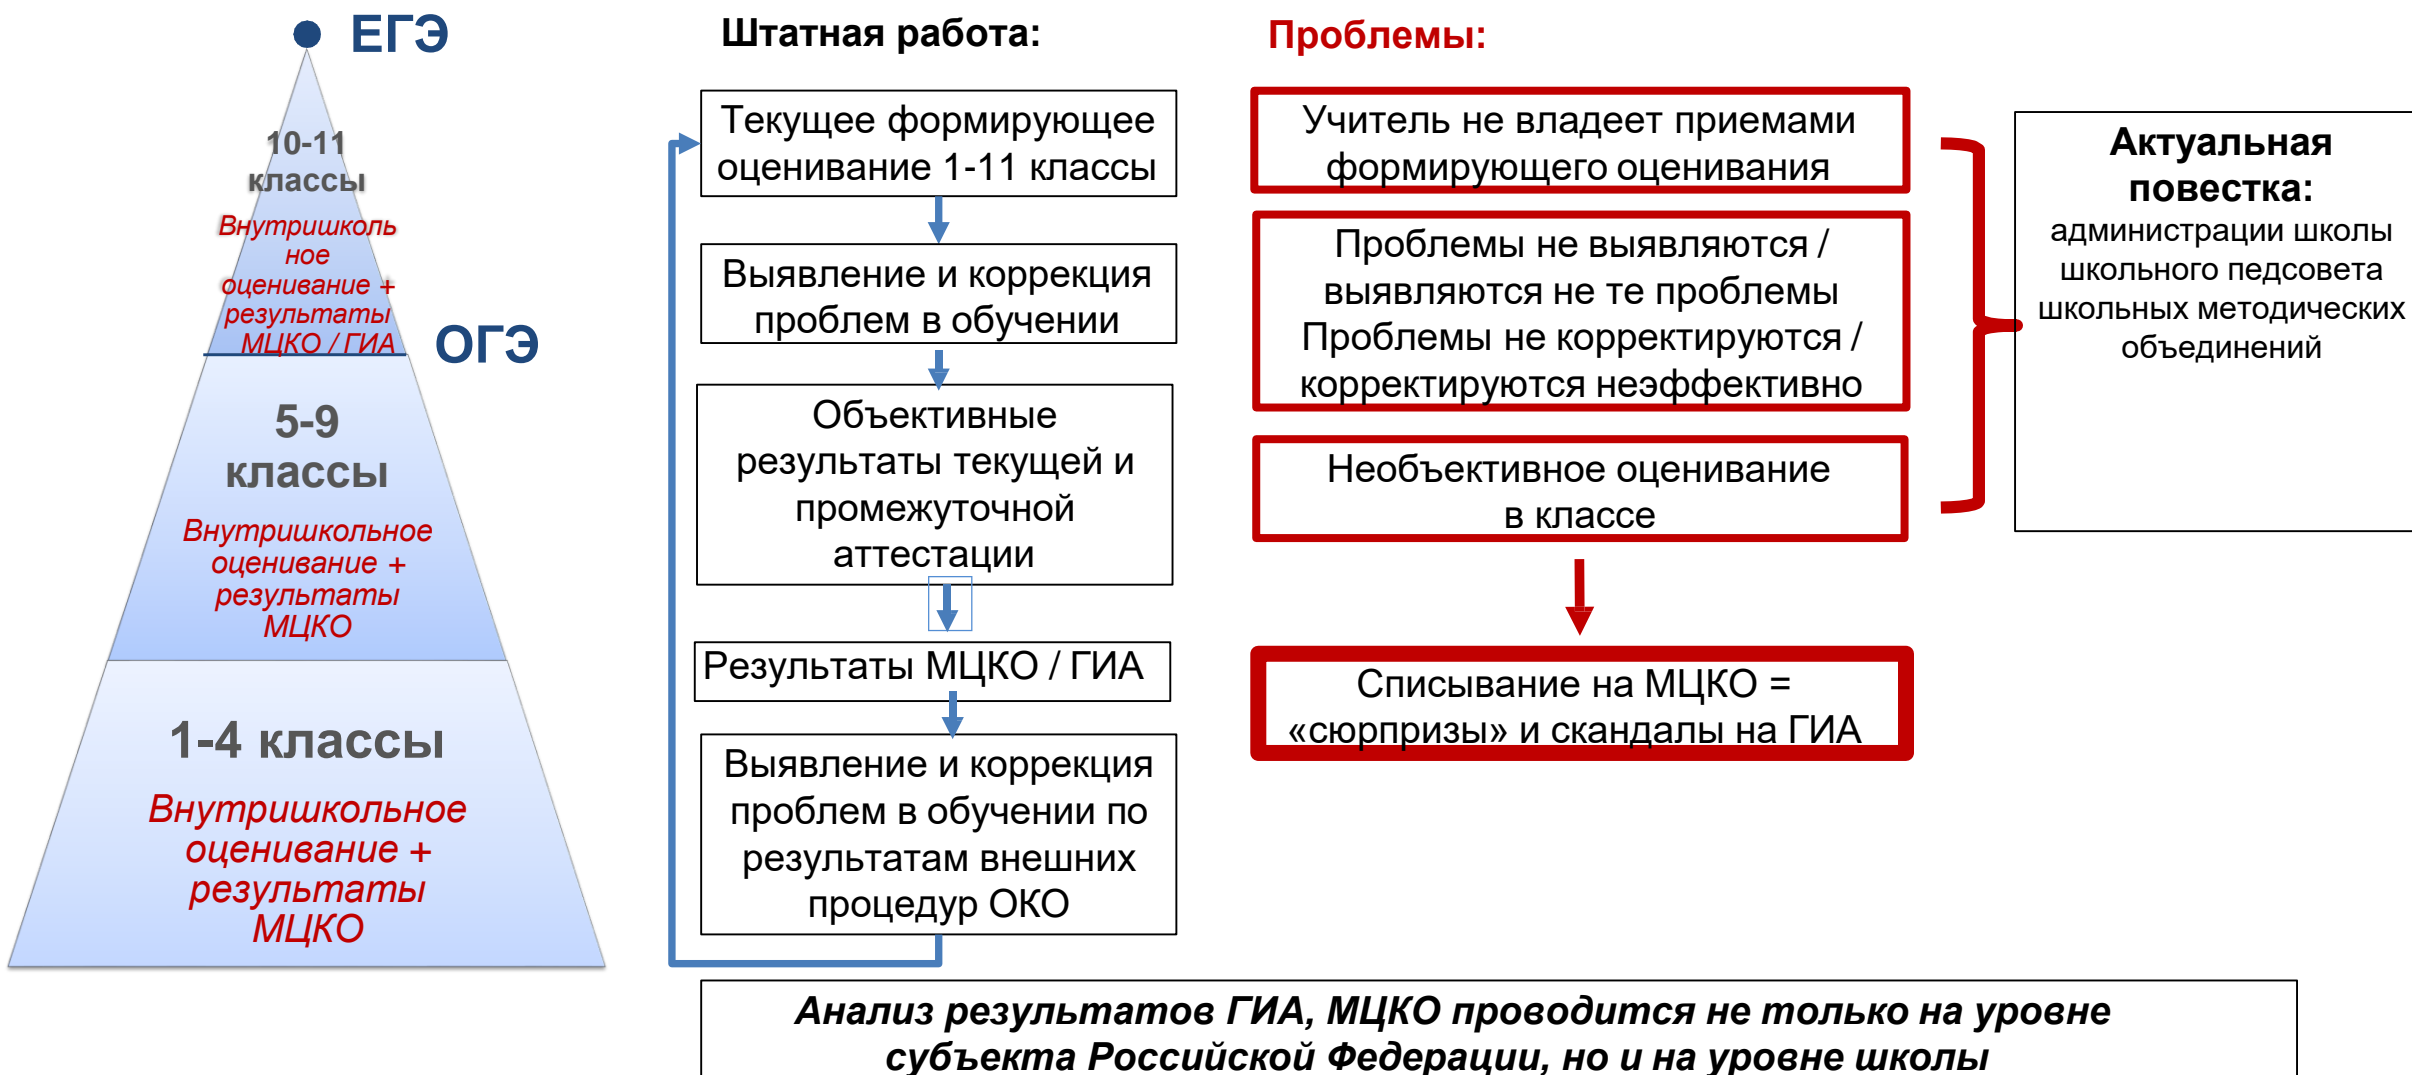 ЕГЭ
10-11
классы
Внутришколь
ное
оценивание +
результаты
МЦКО / ГИА
ОГЭ
5-9
классы
Внутришкольное
оценивание +
результаты
МЦКО
1-4 классы
Внутришкольное
оценивание +
результаты
МЦКО
Штатная работа:
Текущее формирующее
оценивание 1-11 классы
Выявление и коррекция
проблем в обучении
Объективные
результаты текущей и
промежуточной
аттестации
Результаты МЦКО / ГИА
Выявление и коррекция
проблем в обучении по
результатам внешних
процедур ОКО
Проблемы:
Учитель не владеет приемами
формирующего оценивания
Проблемы не выявляются /
выявляются не те проблемы
Проблемы не корректируются /
корректируются неэффективно
Необъективное оценивание
в классе
Списывание на МЦКО =
«сюрпризы» и скандалы на ГИА
Актуальная
повестка:
администрации школы
школьного педсовета
школьных методических
объединений
Анализ результатов ГИА, МЦКО проводится не только на уровне
субъекта Российской Федерации, но и на уровне школы